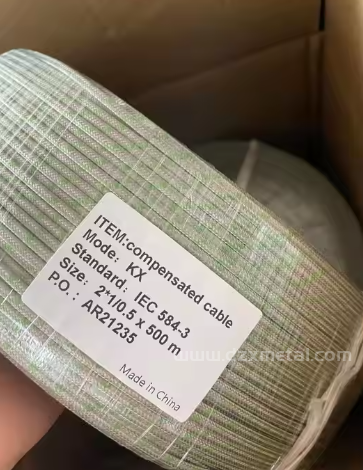 ITEM:compensated cable
Mode: KX
Standard: IEC 584-3
Size: 2*1/0.5 x 500 m
P.O.: AR21235
www.dzxmetal.com
Made in China